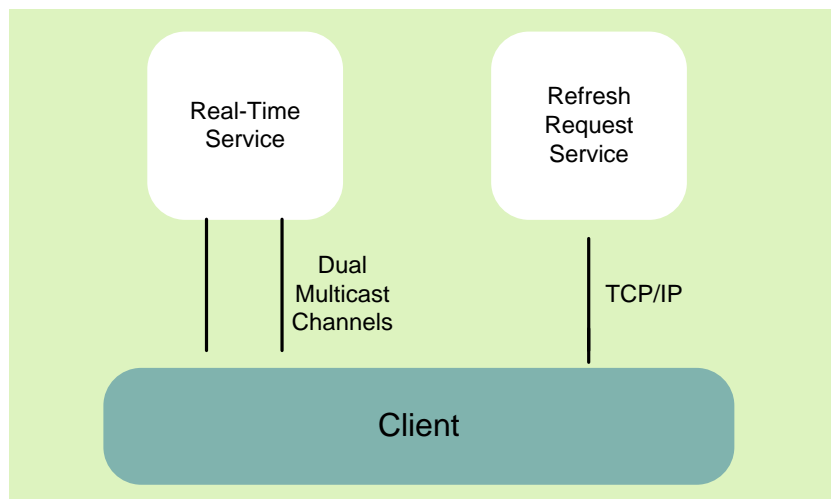 Real-Time
Service
Refresh
Request
Service
Dual
Multicast
Channels
TCP/IP
Client